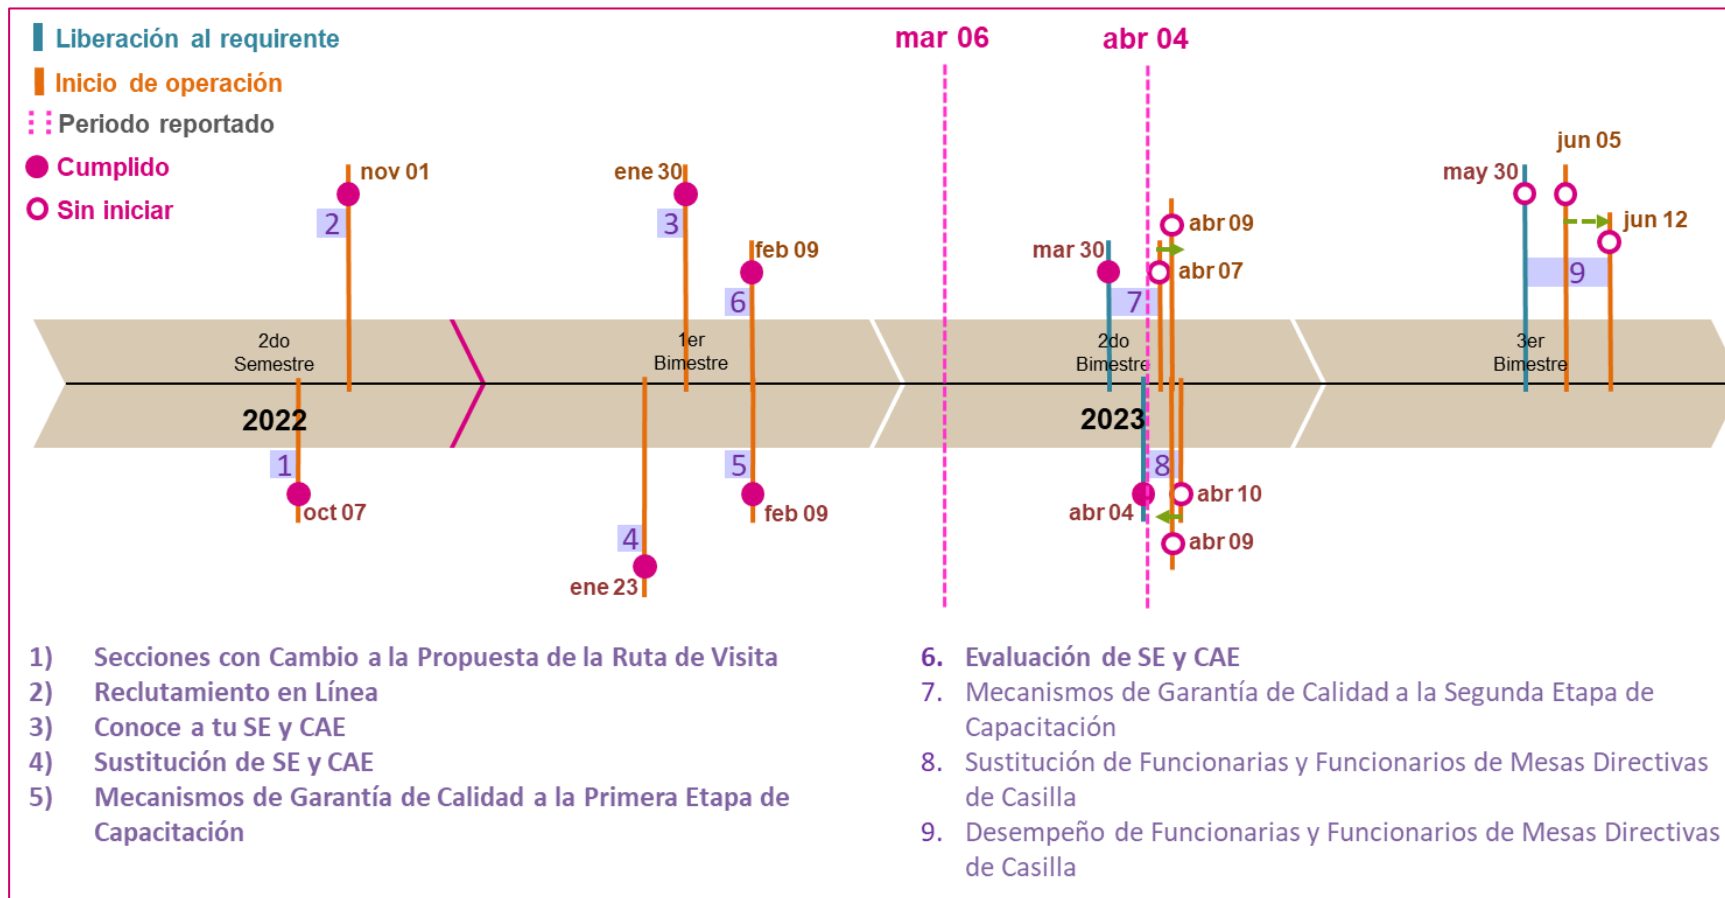 Liberación al requirente
Inicio de operación
Periodo reportado
Cumplido
Sin iniciar
mar 06
abr 04
nov 01
2
ene 30
3
feb 09
6
mar 30
7
abr 09
abr 07
may 30
jun 05
jun 12
9
2do
Semestre
1er
Bimestre
2do
Bimestre
3er
Bimestre
2022
2023
1
oct 07
4
ene 23
5
feb 09
8
abr 04
abr 10
abr 09
1) Secciones con Cambio a la Propuesta de la Ruta de Visita
2) Reclutamiento en Línea
3) Conoce a tu SE y CAE
4) Sustitución de SE y CAE
5) Mecanismos de Garantía de Calidad a la Primera Etapa de
Capacitación
6. Evaluación de SE y CAE
7. Mecanismos de Garantía de Calidad a la Segunda Etapa de
Capacitación
8. Sustitución de Funcionarias y Funcionarios de Mesas Directivas
de Casilla
9. Desempeño de Funcionarias y Funcionarios de Mesas Directivas
de Casilla